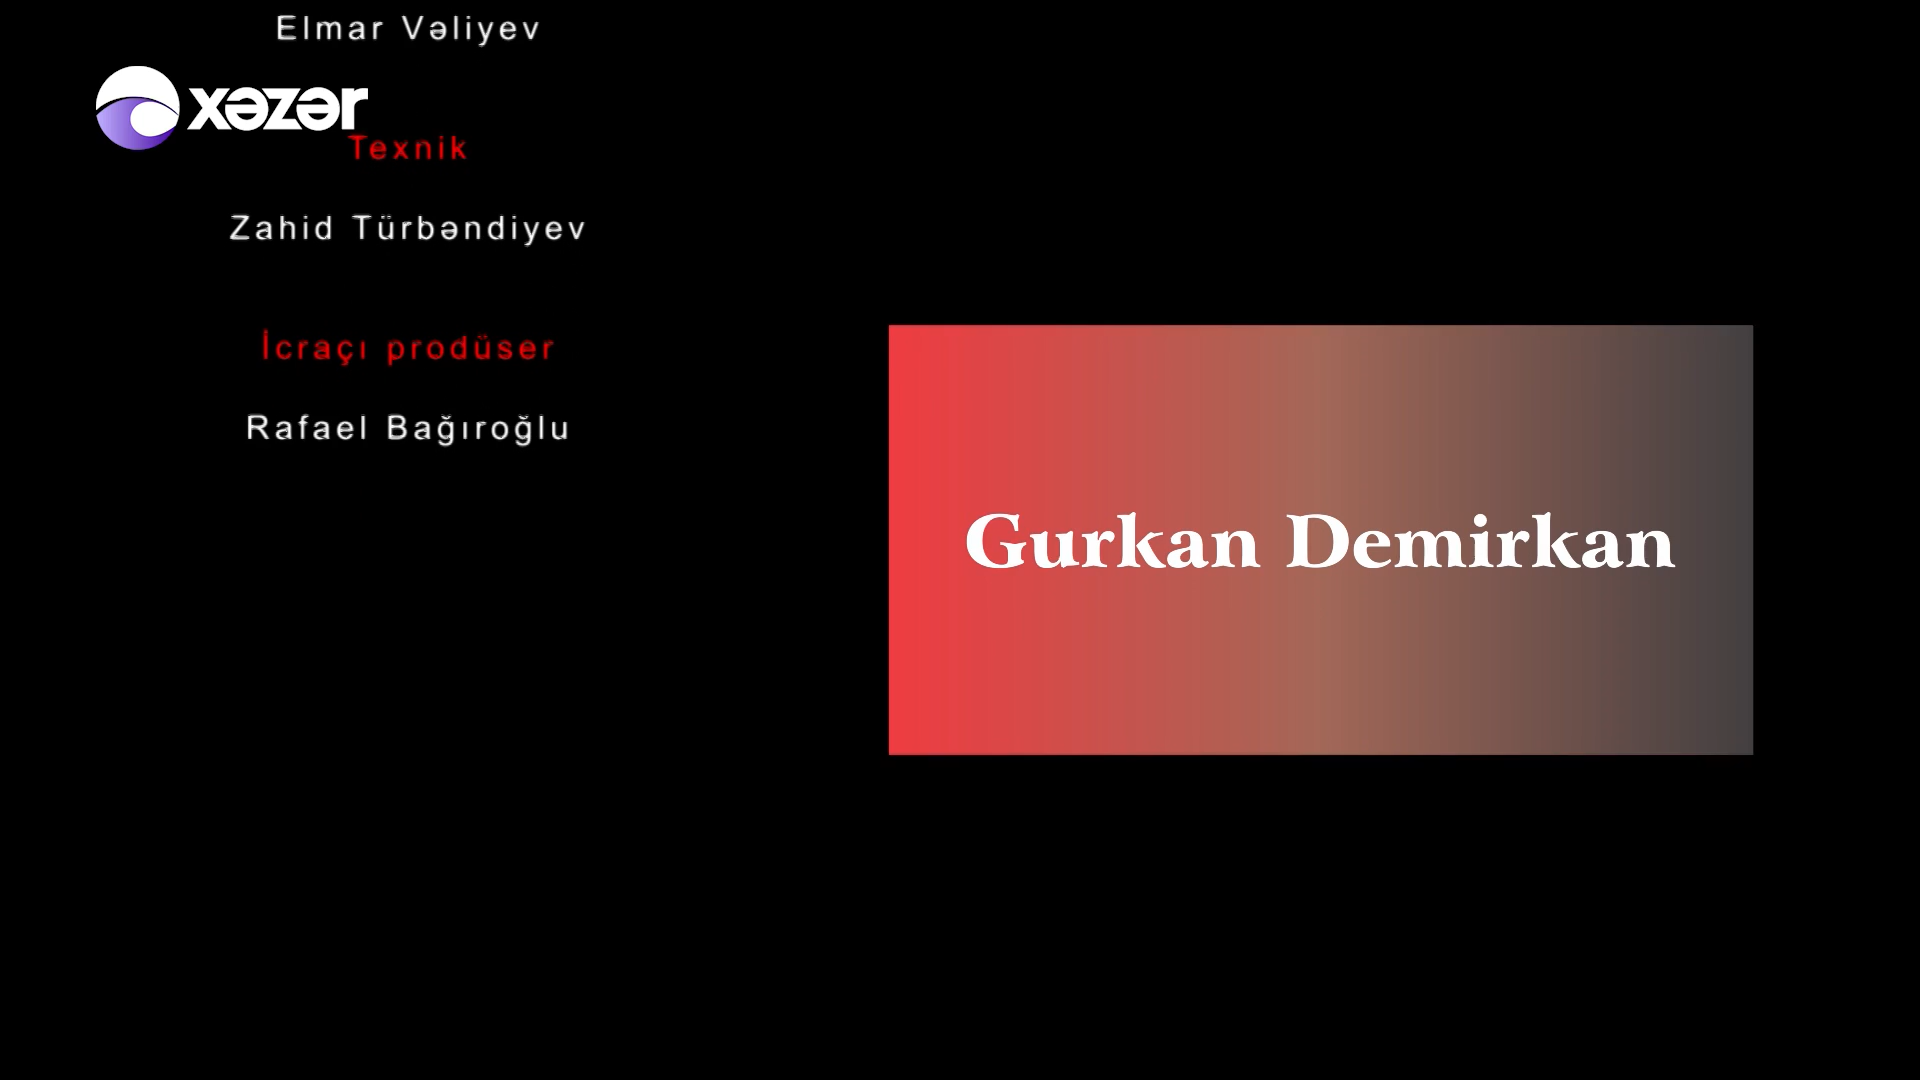 Elmar Vəliyev
xəzər
Texnik
Zahid Türbəndiyev
İcraçı prodüser
Rafael Bağıroğlu
Gurkan Demirkan